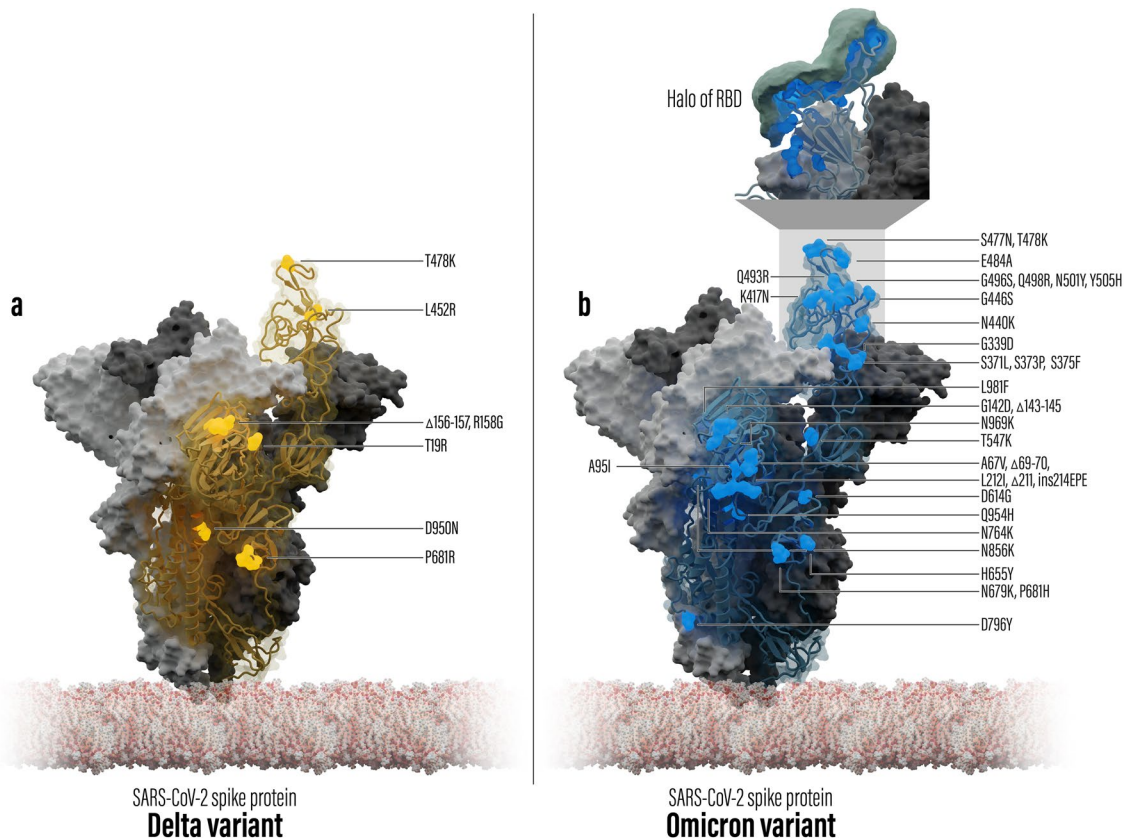 a
T478K
L452R
Δ156-157, R158G
T19R
D950N
P681R
SARS-CoV-2 spike protein
Delta variant
b
Halo of RBD
S477N, T478K
E484A
Q493R
G496S, Q498R, N501Y, Y505H
K417N
G446S
N440K
G339D
S371L, S373P, S375F
L981F
G142D, Δ143-145
N969K
T547K
A95I
A67V, Δ69-70,
L212I, Δ211, ins214EPE
D614G
Q954H
N764K
N856K
H655Y
N679K, P681H
D796Y
SARS-CoV-2 spike protein
Omicron variant